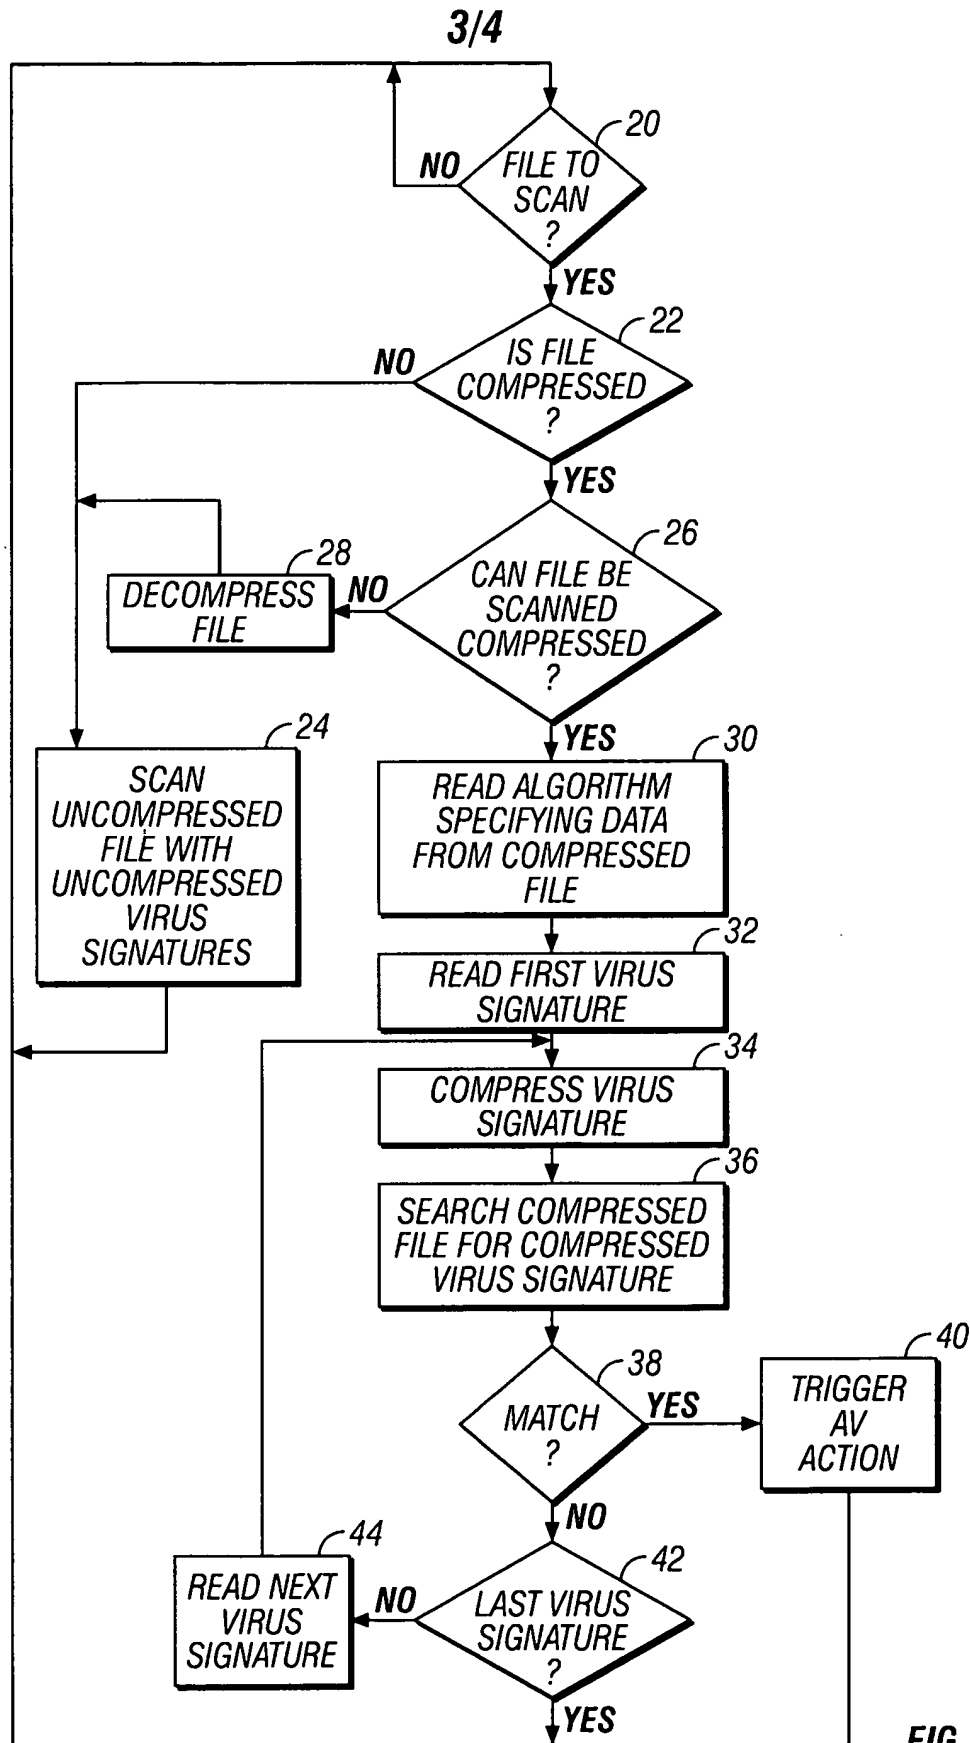 3/4
20
FILE TO
SCAN
?
NO
YES
22
IS FILE
COMPRESSED
?
NO
YES
26
CAN FILE BE
SCANNED
COMPRESSED
?
NO
28
DECOMPRESS
FILE
YES
24
SCAN
UNCOMPRESSED
FILE WITH
UNCOMPRESSED
VIRUS
SIGNATURES
30
READ ALGORITHM
SPECIFYING DATA
FROM COMPRESSED
FILE
32
READ FIRST VIRUS
SIGNATURE
34
COMPRESS VIRUS
SIGNATURE
36
SEARCH COMPRESSED
FILE FOR COMPRESSED
VIRUS SIGNATURE
38
MATCH
?
YES
40
TRIGGER
AV
ACTION
NO
42
LAST VIRUS
SIGNATURE
?
NO
44
READ NEXT
VIRUS
SIGNATURE
YES
FIG